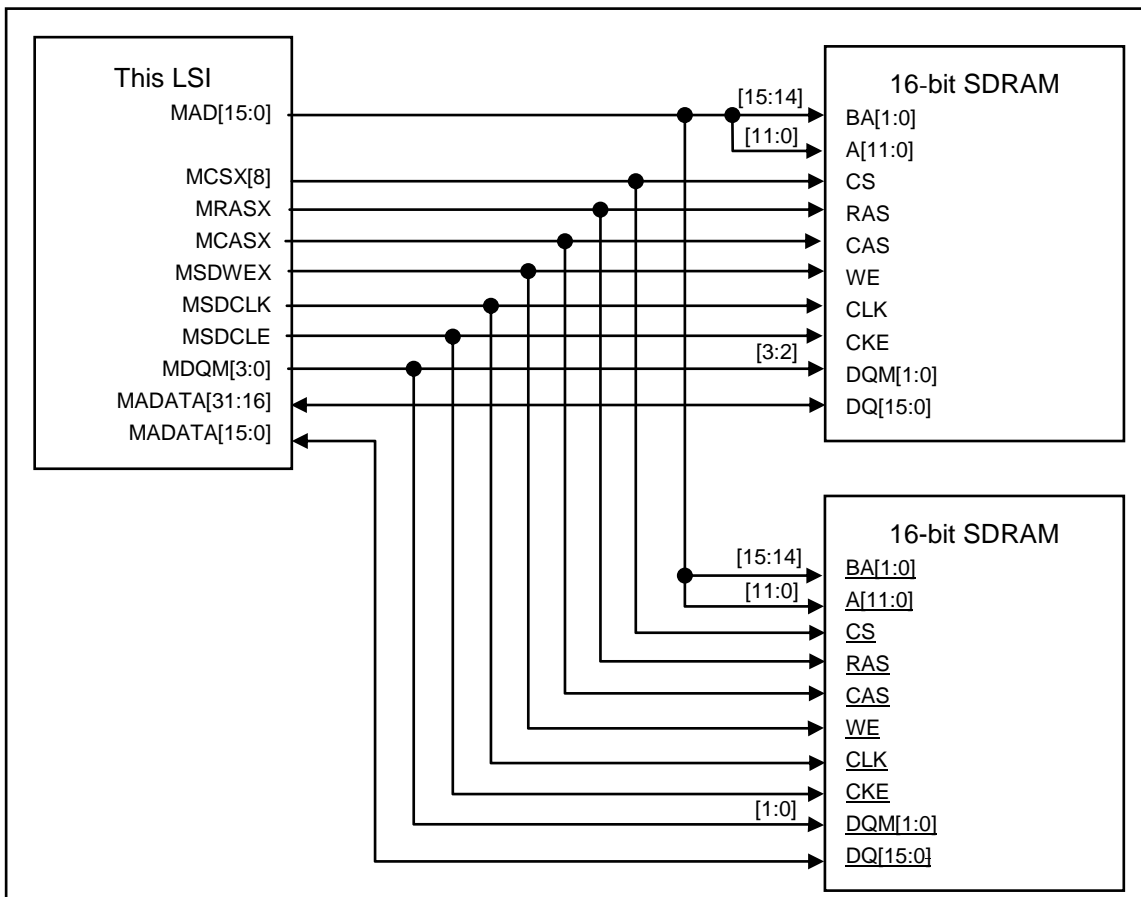 This LSI
MAD[15:0]
MCSX[8]
MRASX
MCASX
MSDWEX
MSDCLK
MSDCLE
MDQM[3:0]
MADATA[31:16]
MADATA[15:0]
[15:14]
[11:0]
[3:2]
16-bit SDRAM
BA[1:0]
A[11:0]
CS
RAS
CAS
WE
CLK
CKE
DQM[1:0]
DQ[15:0]
[15:14]
[11:0]
[1:0]
16-bit SDRAM
BA[1:0]
A[11:0]
CS
RAS
CAS
WE
CLK
CKE
DQM[1:0]
DQ[15:0]